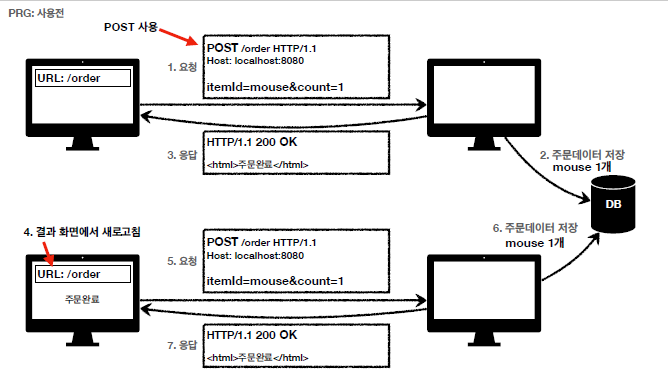 PRG: 사용전
POST 사용
POST /order HTTP/1.1
Host: localhost:8080
1. 요청
URL: /order
itemId=mouse&count=1
HTTP/1.1 200 OK
3. 응답
<html>주문완료</html>
2. 주문데이터 저장
mouse 1개
DB
4. 결과 화면에서 새로고침
6. 주문데이터 저장
mouse 1개
POST /order HTTP/1.1
Host: localhost:8080
5. 요청
URL: /order
itemId=mouse&count=1
주문완료
HTTP/1.1 200 OK
7. 응답
<html>주문완료</html>